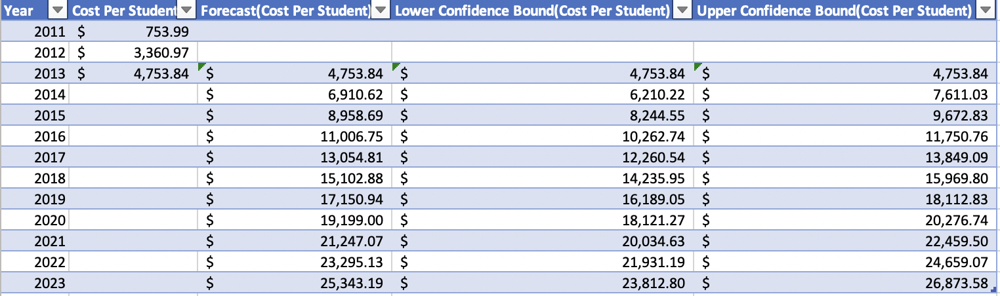 Year Cost Per Student Forecast(Cost Per Student) Lower Confidence Bound(Cost Per Student) Upper Confidence Bound(Cost Per Student)
2011 $ 753.99
2012 $ 3,360.97
2013 $ 4,753.84 $ 4,753.84 $ 4,753.84 $ 4,753.84
2014 $ 6,910.62 $ 6,210.22 $ 7,611.03
2015 $ 8,958.69 $ 8,244.55 $ 9,672.83
2016 $ 11,006.75 $ 10,262.74 $ 11,750.76
2017 $ 13,054.81 $ 12,260.54 $ 13,849.09
2018 $ 15,102.88 $ 14,235.95 $ 15,969.80
2019 $ 17,150.94 $ 16,189.05 $ 18,112.83
2020 $ 19,199.00 $ 18,121.27 $ 20,276.74
2021 $ 21,247.07 $ 20,034.63 $ 22,459.50
2022 $ 23,295.13 $ 21,931.19 $ 24,659.07
2023 $ 25,343.19 $ 23,812.80 $ 26,873.58